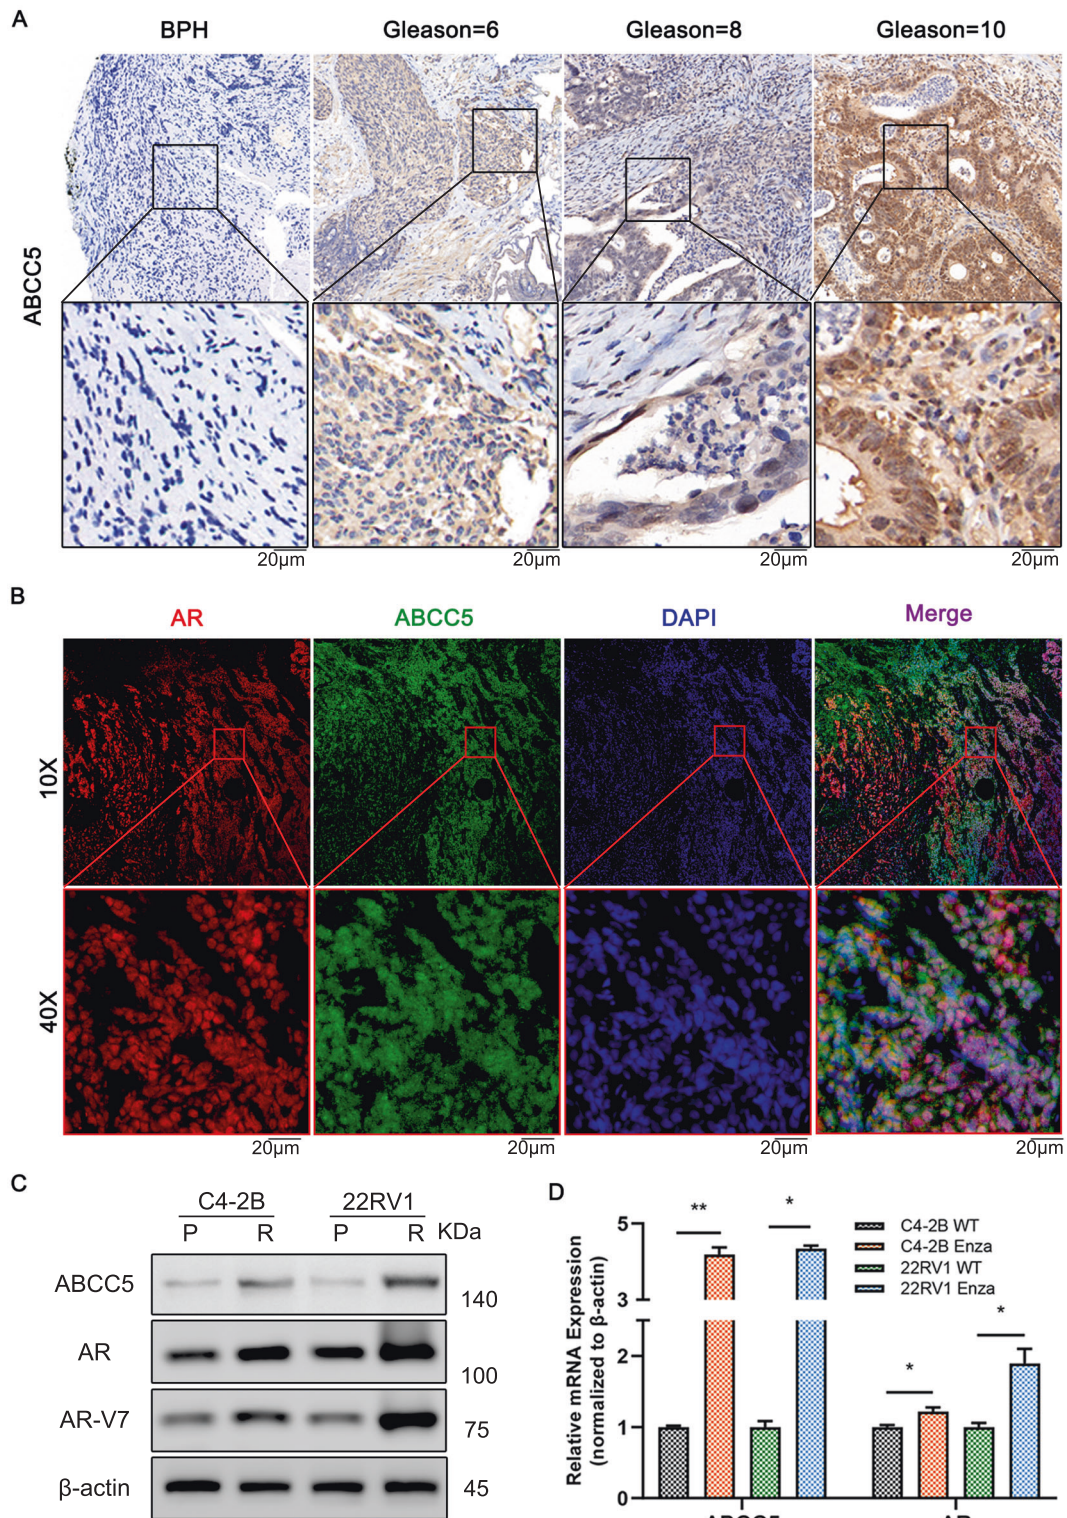 A
BPH
Gleason=6
Gleason=8
Gleason=10
ABCC5
20μm
20μm
20μm
20μm
B
AR
ABCC5
DAPI
Merge
10X
40X
20μm
20μm
20μm
20μm
C
C4-2B
22RV1
P
R
P
R
KDa
ABCC5
140
AR
100
AR-V7
75
β-actin
45
D
Relative mRNA Expression
(normalized to β-actin)
5
3
2
1
0
**
*
*
*
C4-2B WT
C4-2B Enza
22RV1 WT
22RV1 Enza
ABCC5
AR